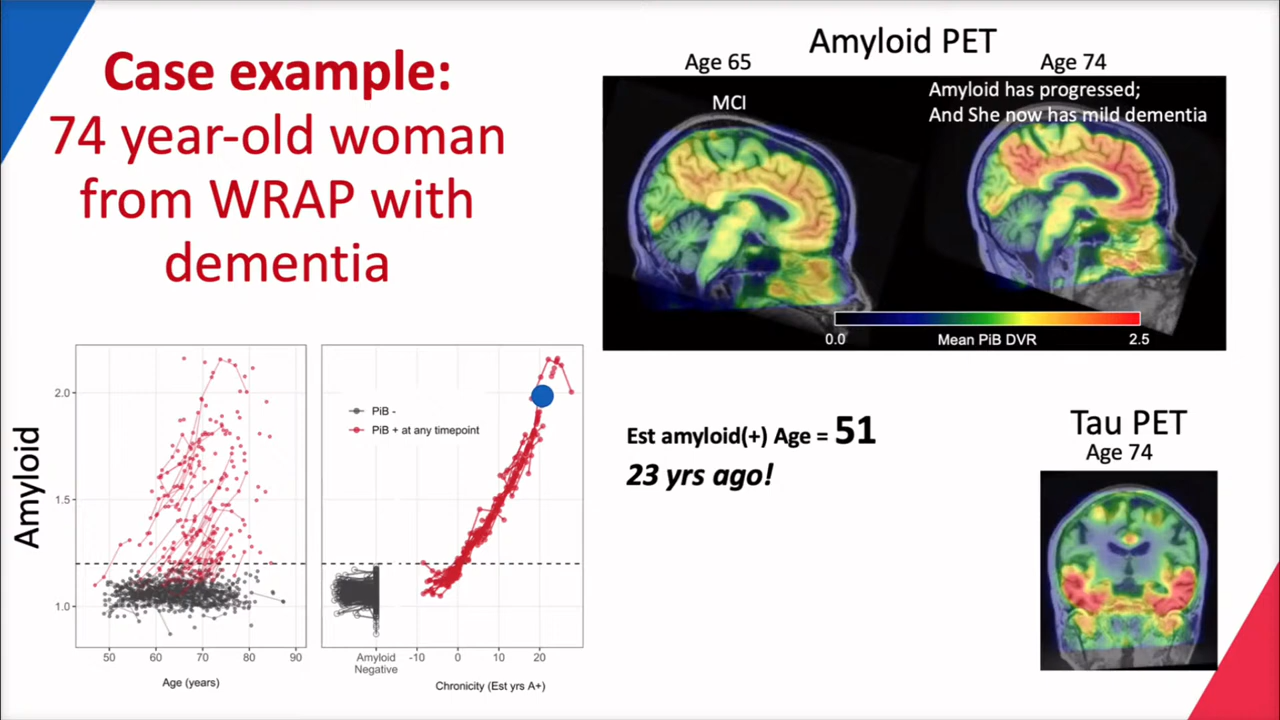 Case example:
74 year-old woman
from WRAP with
dementia
Amyloid PET
Age 65
Age 74
MCI
Amyloid has progressed;
And She now has mild dementia
0.0
Mean PiB DVR
2.5
Amyloid
2.0
1.5
1.0
50
60
70
80
90
Age (years)
PiB -
PiB + at any timepoint
Amyloid
Negative
-10
0
10
20
Chronicity (Est yrs A+)
Est amyloid(+) Age = 51
23 yrs ago!
Tau PET
Age 74